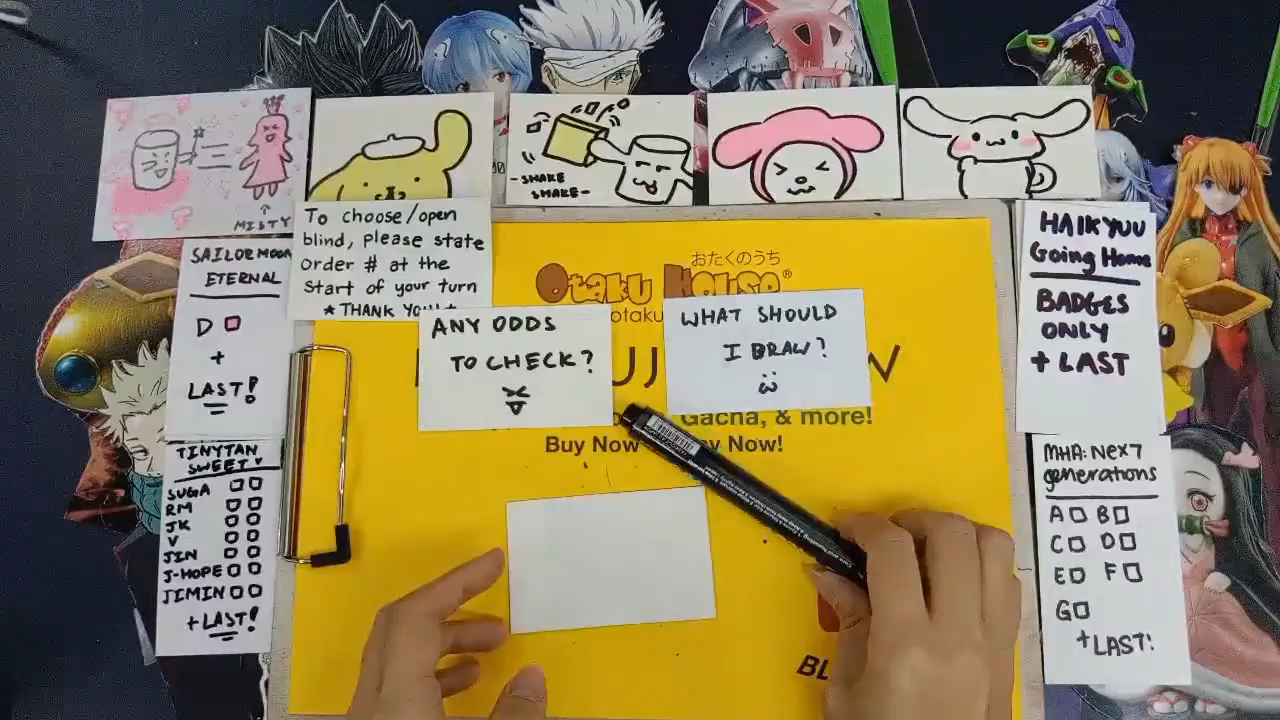 MISTY
-SHAKE
SHAKE-
To choose/open
blind, please state
Order # at the
Start of your turn
★ THANK YOU! ★
SAILOR MOON
ETERNAL
D
+
LAST!
TINYTAN
SWEET
SUGA
RM
JK
V
JIN
J-HOPE
JIMIN
+LAST!
おたくのうち
Otaku House®
otaku
ANY ODDS
TO CHECK?
WHAT SHOULD
I DRAW?
Gacha, & more!
Buy Now
Now!
BL
HAIKYUU
Going Home
BADGES
ONLY
+ LAST
MHA: NEXT
generations
A B
C D
E F
G
+LAST!